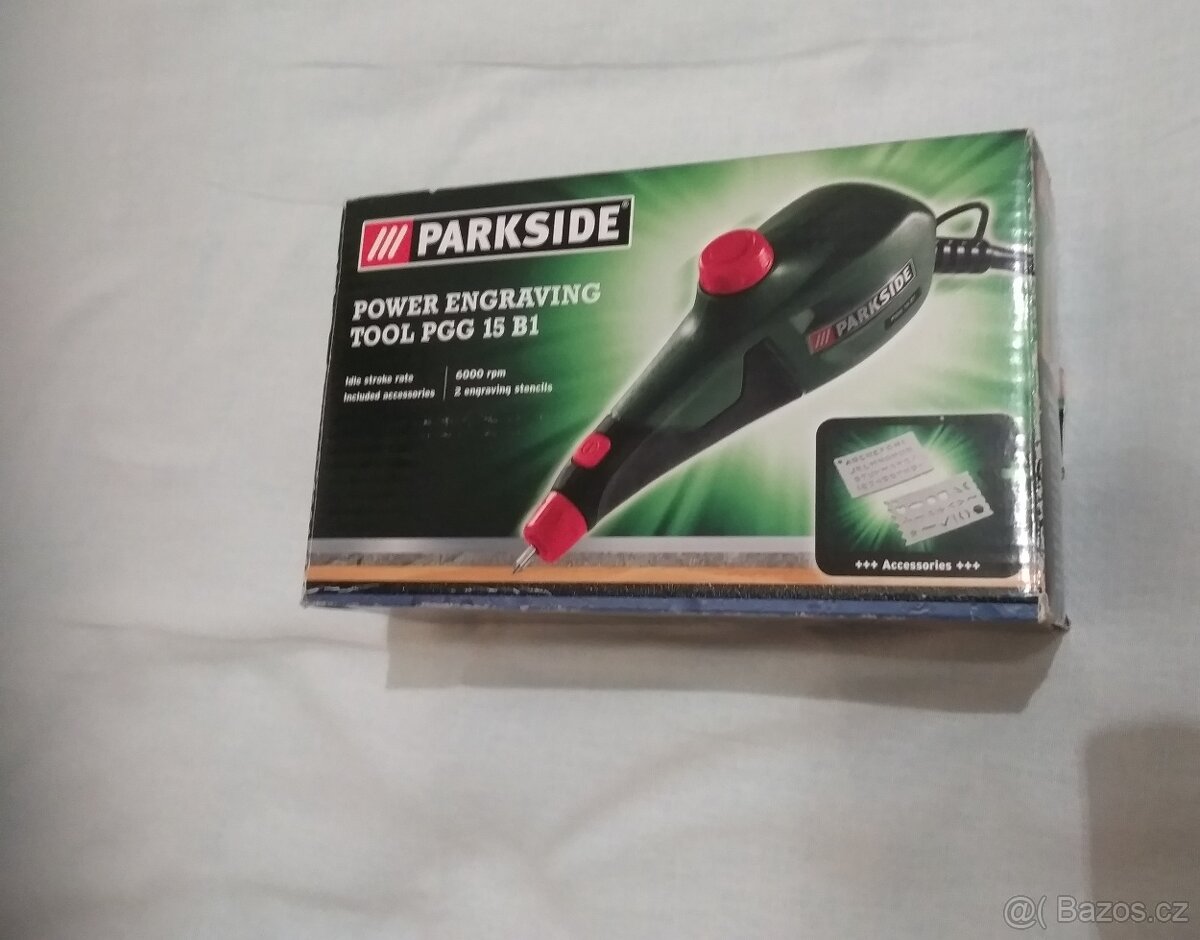 /// PARKSIDE®
POWER ENGRAVING
TOOL PGG 15 B1
Idle stroke rate 6000 rpm
Included accessories 2 engraving stencils
/// PARKSIDE
+++ Accessories +++
@( Bazos.cz